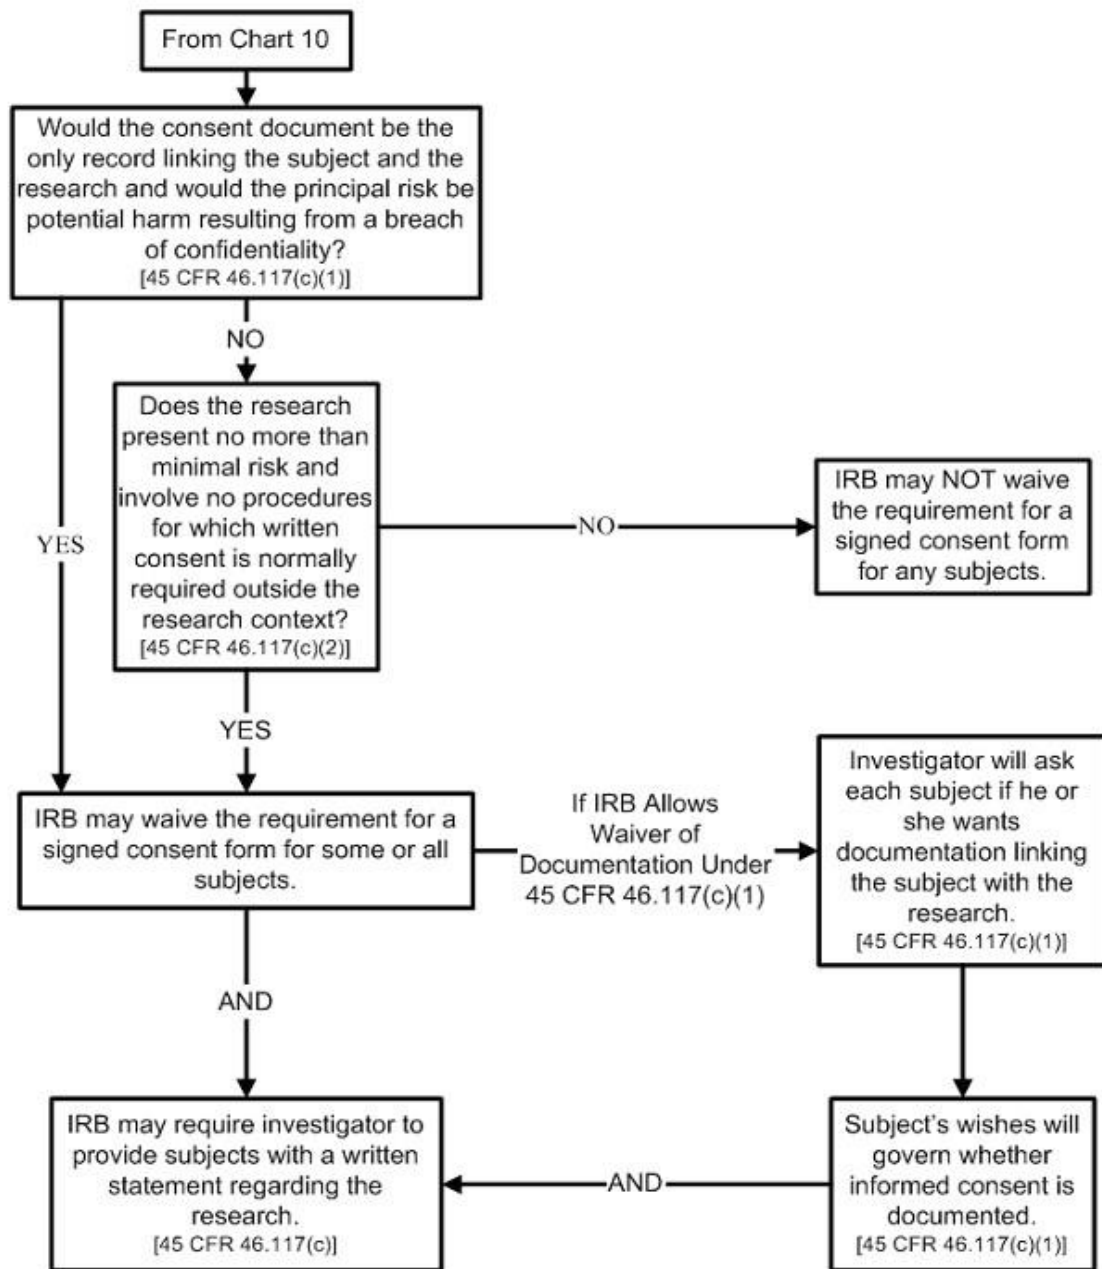 From Chart 10
Would the consent document be the
only record linking the subject and the
research and would the principal risk be
potential harm resulting from a breach
of confidentiality?
[45 CFR 46.117(c)(1)]
NO
YES
Does the research
present no more than
minimal risk and
involve no procedures
for which written
consent is normally
required outside the
research context?
[45 CFR 46.117(c)(2)]
NO
IRB may NOT waive
the requirement for a
signed consent form
for any subjects.
YES
IRB may waive the requirement for a
signed consent form for some or all
subjects.
If IRB Allows
Waiver of
Documentation Under
45 CFR 46.117(c)(1)
Investigator will ask
each subject if he or
she wants
documentation linking
the subject with the
research.
[45 CFR 46.117(c)(1)]
AND
IRB may require investigator to
provide subjects with a written
statement regarding the
research.
[45 CFR 46.117(c)]
AND
Subject's wishes will
govern whether
informed consent is
documented.
[45 CFR 46.117(c)(1)]